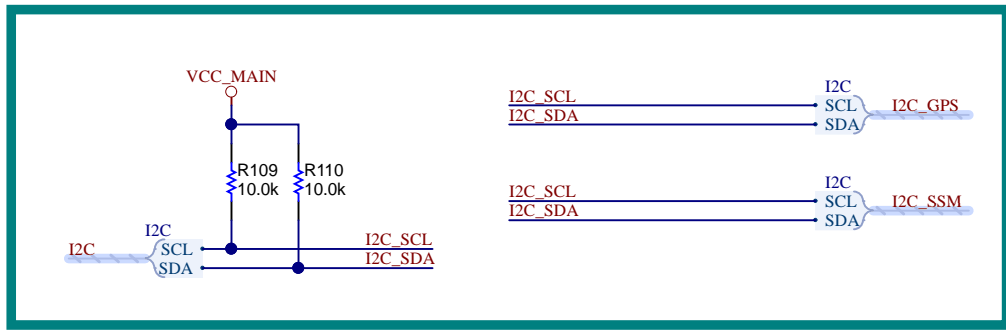 VCC_MAIN
R109
10.0k
R110
10.0k
I2C
I2C
SCL
SDA
I2C_SCL
I2C_SDA
I2C_SCL
I2C_SDA
I2C
SCL
SDA
I2C_GPS
I2C_SCL
I2C_SDA
I2C
SCL
SDA
I2C_SSM